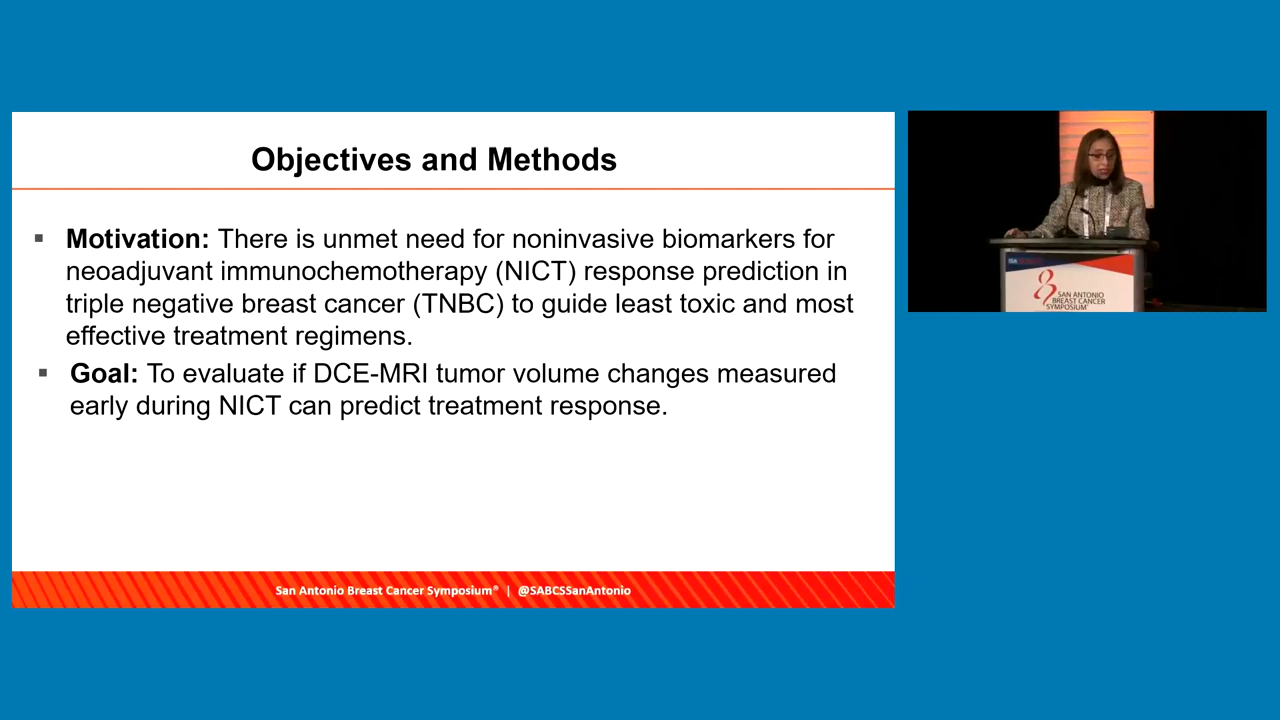 Objectives and Methods
▪ Motivation: There is unmet need for noninvasive biomarkers for
neoadjuvant immunochemotherapy (NICT) response prediction in
triple negative breast cancer (TNBC) to guide least toxic and most
effective treatment regimens.
▪ Goal: To evaluate if DCE-MRI tumor volume changes measured
early during NICT can predict treatment response.
San Antonio Breast Cancer Symposium® | @SABCSSanAntonio
SAN ANTONIO
BREAST CANCER
SYMPOSIUM